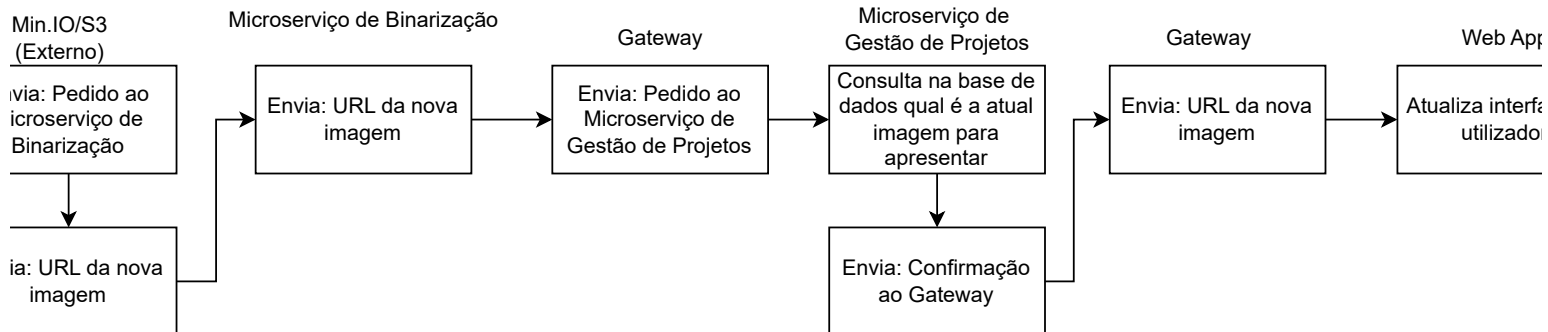 Min.IO/S3
(Externo)
Pedido ao
de
Binarização
URL da nova
imagem
Microserviço de Binarização
Envia: URL da nova
imagem
Gateway
Envia: Pedido ao
Microserviço de
Gestão de Projetos
Microserviço de
Gestão de Projetos
Consulta na base de
dados qual é a atual
imagem para
apresentar
Envia: Confirmação
ao Gateway
Gateway
Envia: URL da nova
imagem
Web App
Atualiza